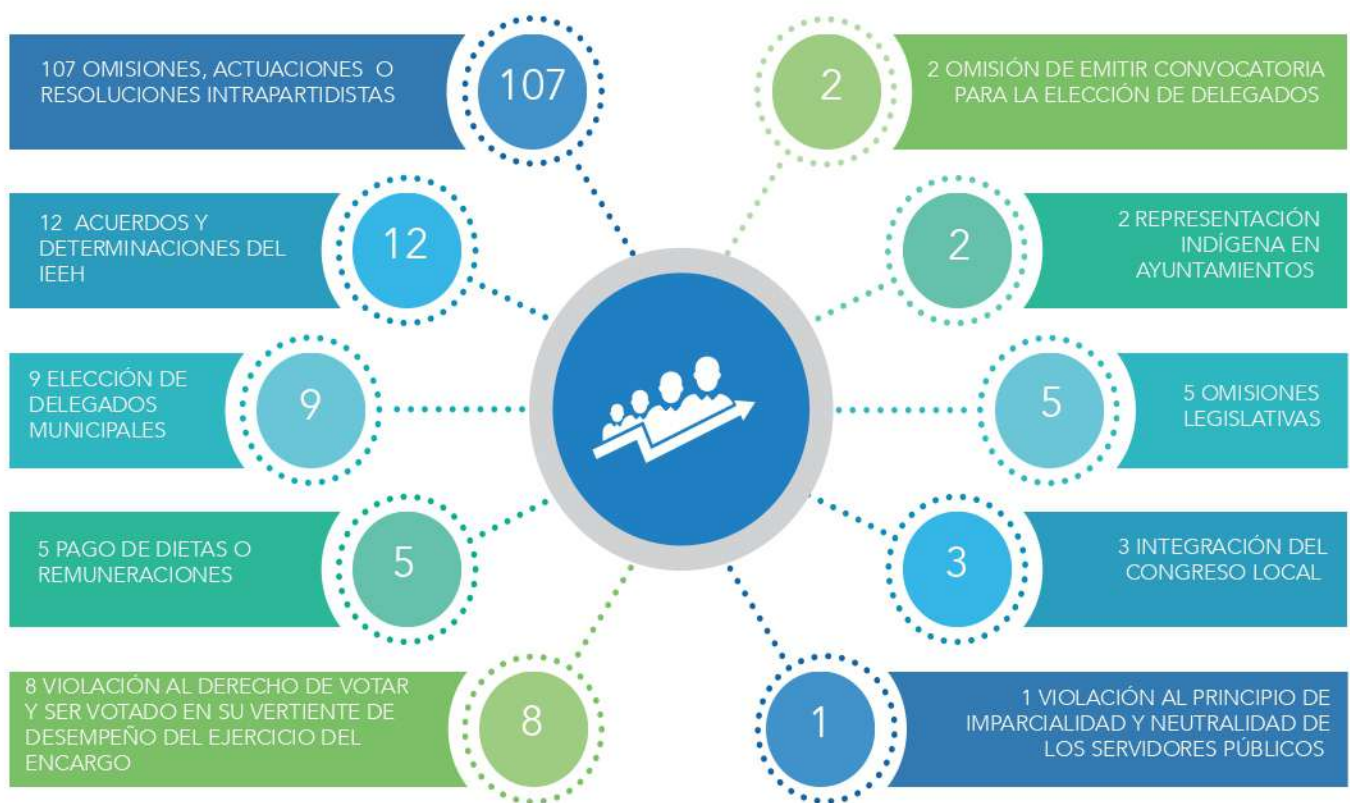 107 OMISIONES, ACTUACIONES O
RESOLUCIONES INTRAPARTIDISTAS
107
12 ACUERDOS Y
DETERMINACIONES DEL
IEEH
12
9 ELECCIÓN DE
DELEGADOS
MUNICIPALES
9
5 PAGO DE DIETAS O
REMUNERACIONES
5
8 VIOLACIÓN AL DERECHO DE VOTAR
Y SER VOTADO EN SU VERTIENTE DE
DESEMPEÑO DEL EJERCICIO DEL
ENCARGO
8
2
2 OMISIÓN DE EMITIR CONVOCATORIA
PARA LA ELECCIÓN DE DELEGADOS
2
2 REPRESENTACIÓN
INDÍGENA EN
AYUNTAMIENTOS
5
5 OMISIONES
LEGISLATIVAS
3
3 INTEGRACIÓN DEL
CONGRESO LOCAL
1
1 VIOLACIÓN AL PRINCIPIO DE
IMPARCIALIDAD Y NEUTRALIDAD DE
LOS SERVIDORES PÚBLICOS